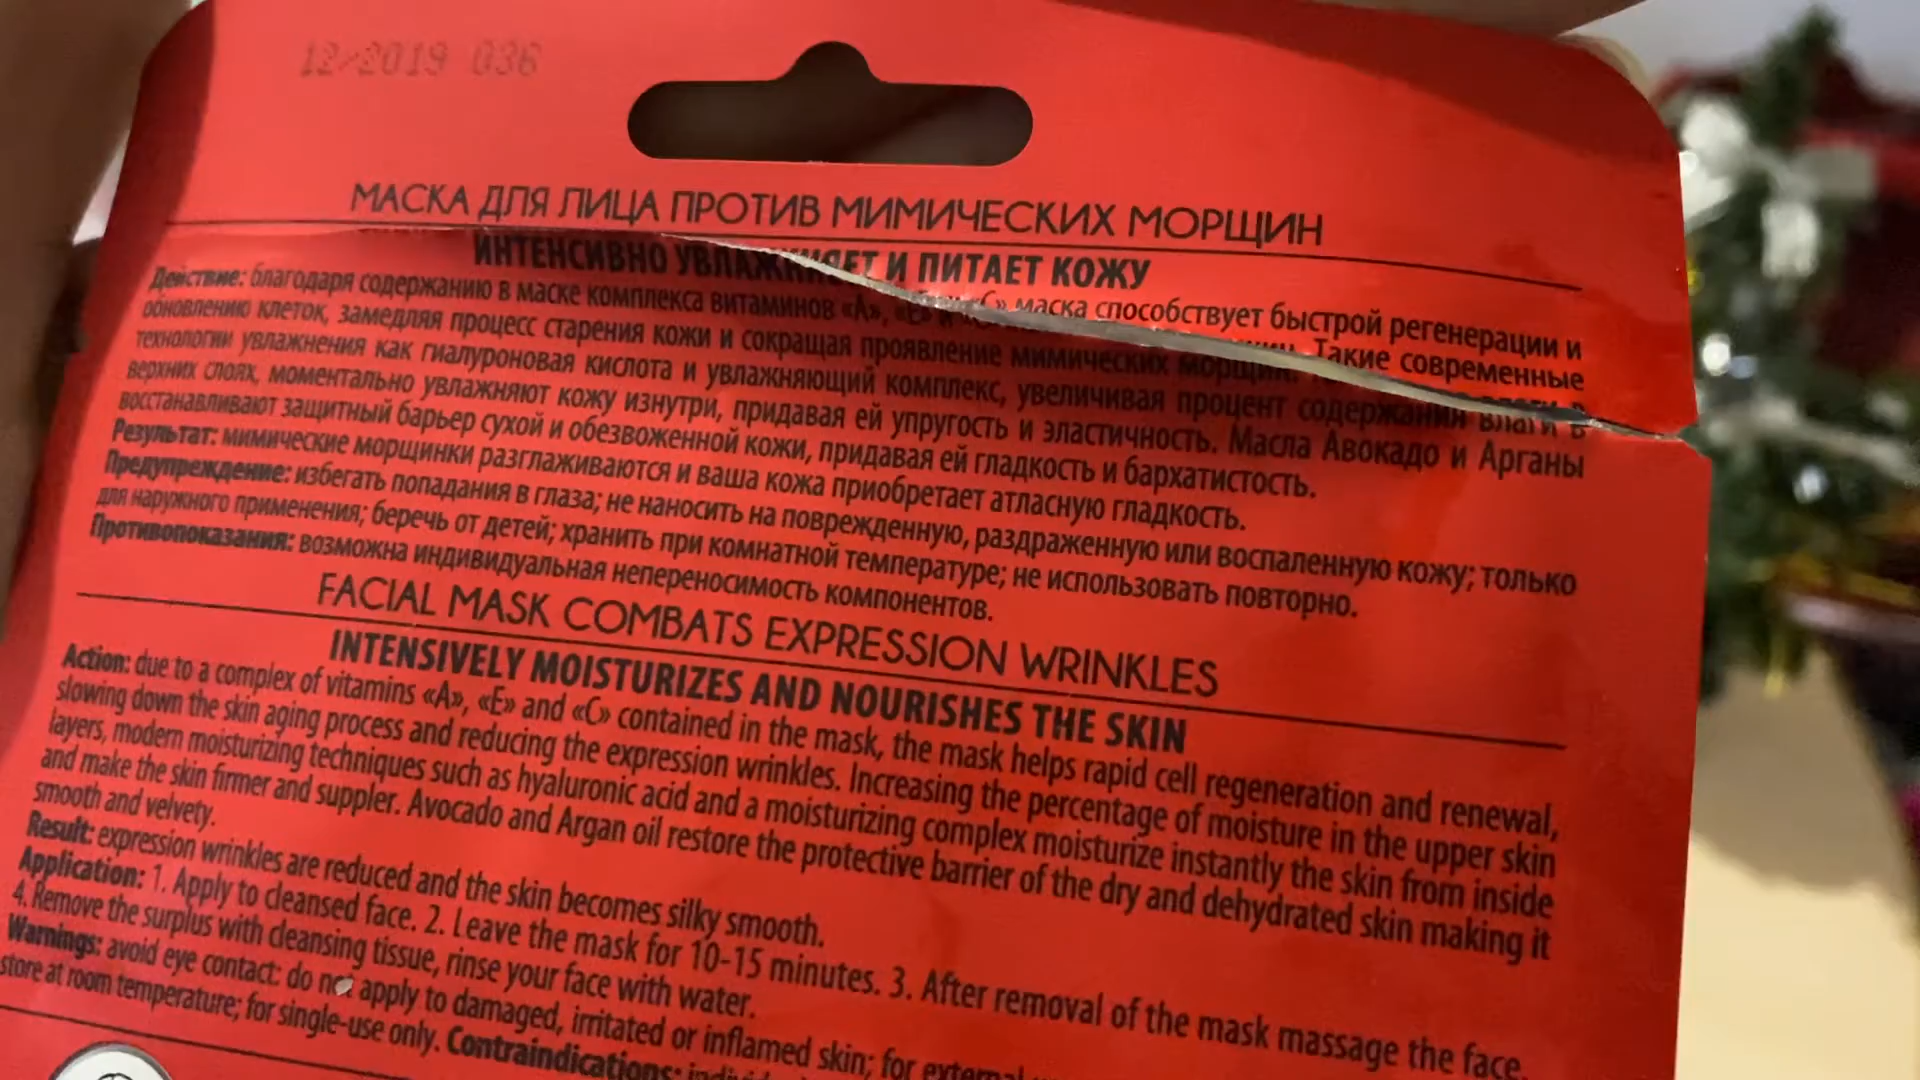 12/2019 036
МАСКА ДЛЯ ЛИЦА ПРОТИВ МИМИЧЕСКИХ МОРЩИН
ИНТЕНСИВНО УВЛАЖНЯЕТ И ПИТАЕТ КОЖУ
Действие: благодаря содержанию в маске комплекса витаминов «А», «Е» и «С» маска способствует быстрой регенерации и
обновлению клеток, замедляя процесс старения кожи и сокращая проявление мимических морщин. Такие современные
технологии увлажнения как гиалуроновая кислота и увлажняющий комплекс, увеличивая процент содержания влаги в
верхних слоях, моментально увлажняют кожу изнутри, придавая ей упругость и эластичность. Масла Авокадо и Арганы
восстанавливают защитный барьер сухой и обезвоженной кожи, придавая ей гладкость и бархатистость.
Результат: мимические морщинки разглаживаются и ваша кожа приобретает атласную гладкость.
Предупреждение: избегать попадания в глаза; не наносить на поврежденную, раздраженную или воспаленную кожу; только
для наружного применения; беречь от детей; хранить при комнатной температуре; не использовать повторно.
Противопоказания: возможна индивидуальная непереносимость компонентов.
FACIAL MASK COMBATS EXPRESSION WRINKLES
INTENSIVELY MOISTURIZES AND NOURISHES THE SKIN
Action: due to a complex of vitamins «A», «E» and «C» contained in the mask, the mask helps rapid cell regeneration and renewal,
slowing down the skin aging process and reducing the expression wrinkles. Increasing the percentage of moisture in the upper skin
layers, modern moisturizing techniques such as hyaluronic acid and a moisturizing complex moisturize instantly the skin from inside
and make the skin firmer and suppler. Avocado and Argan oil restore the protective barrier of the dry and dehydrated skin making it
smooth and velvety.
Result: expression wrinkles are reduced and the skin becomes silky smooth.
Application: 1. Apply to cleansed face. 2. Leave the mask for 10-15 minutes. 3. After removal of the mask massage the face.
4. Remove the surplus with cleansing tissue, rinse your face with water.
Warnings: avoid eye contact: do not apply to damaged, irritated or inflamed skin; for external
store at room temperature; for single-use only. Contraindications: